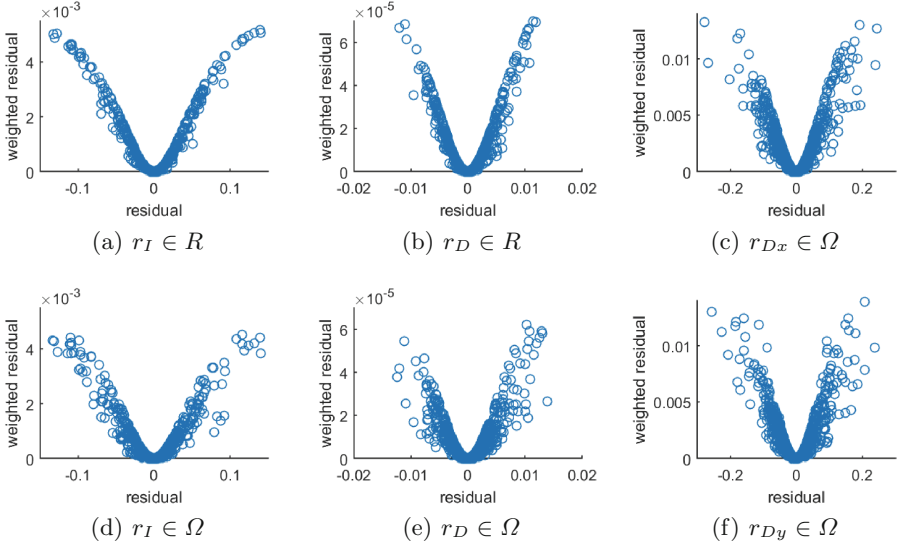 ×10⁻³
4
2
0
weighted residual
-0.1 0 0.1
residual
(a) r_I ∈ R
×10⁻⁵
6
4
2
0
weighted residual
-0.02 -0.01 0 0.01 0.02
residual
(b) r_D ∈ R
0.01
0.005
0
weighted residual
-0.2 0 0.2
residual
(c) r_{Dx} ∈ Ω
×10⁻³
4
2
0
weighted residual
-0.1 0 0.1
residual
(d) r_I ∈ Ω
×10⁻⁵
6
4
2
0
weighted residual
-0.02 -0.01 0 0.01 0.02
residual
(e) r_D ∈ Ω
0.01
0.005
0
weighted residual
-0.2 0 0.2
residual
(f) r_{Dy} ∈ Ω